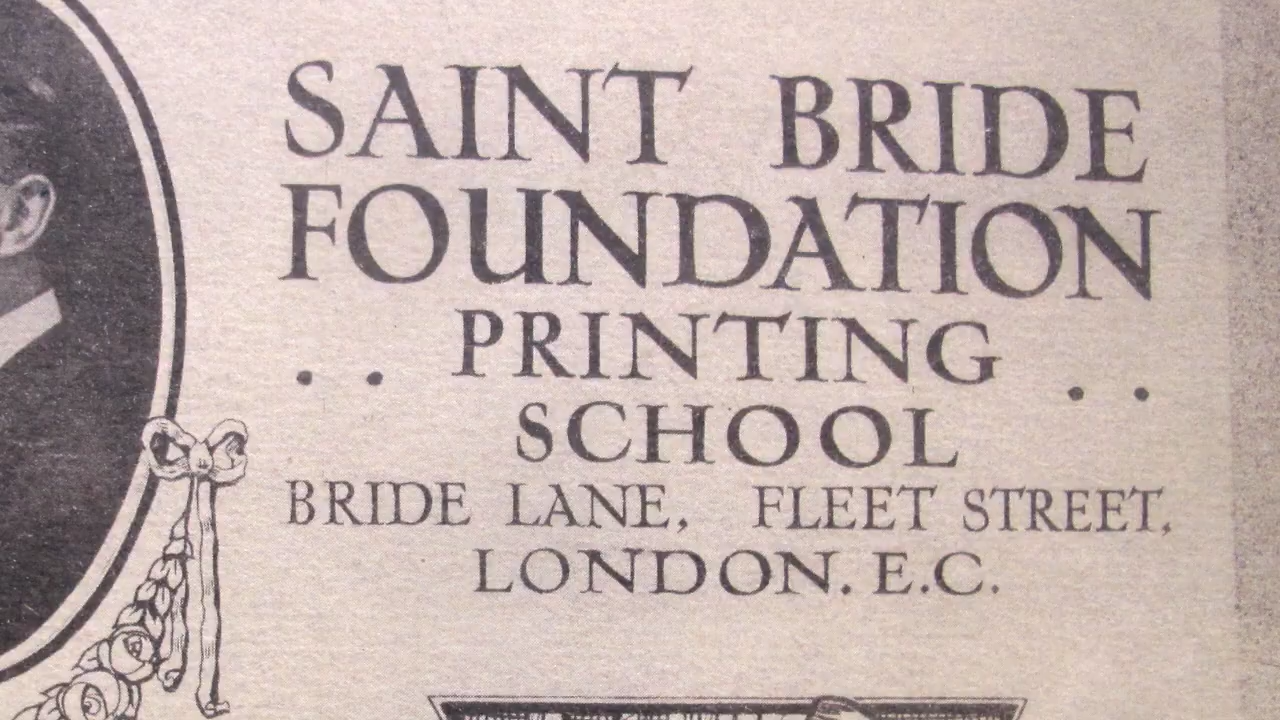 SAINT BRIDE
FOUNDATION
. . PRINTING . .
SCHOOL
BRIDE LANE, FLEET STREET,
LONDON. E.C.